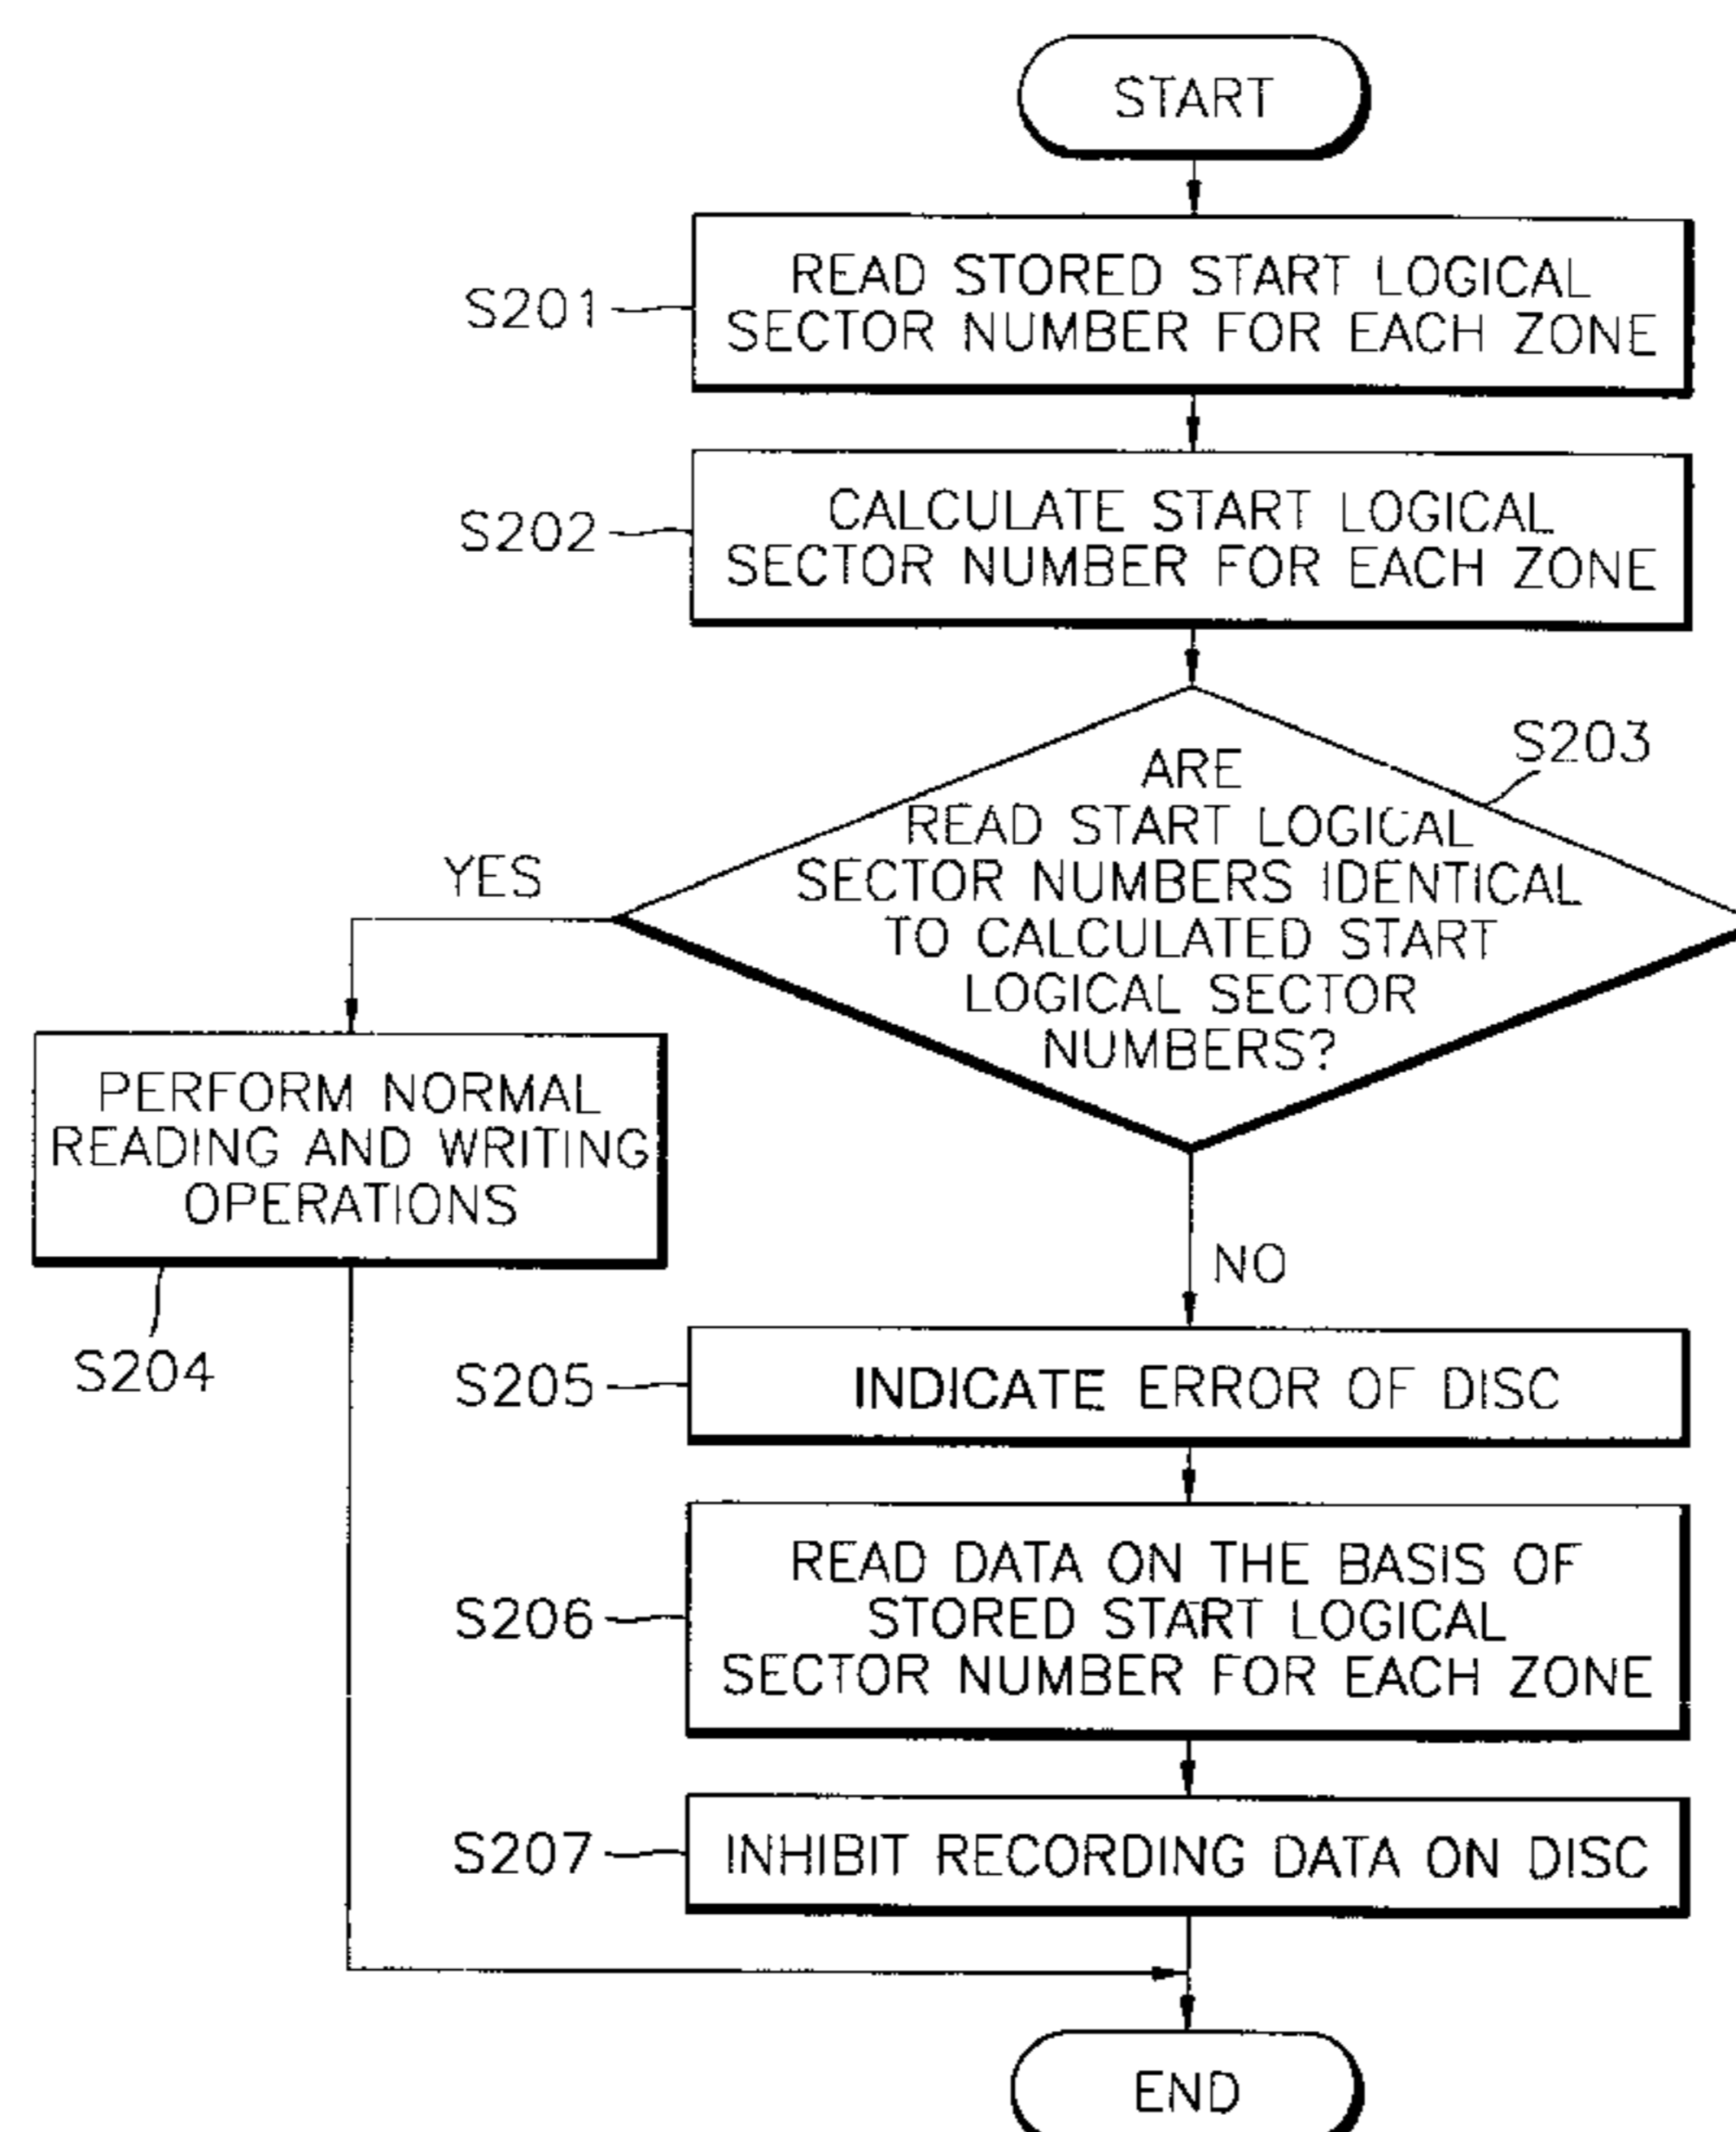 START
S201
READ STORED START LOGICAL
SECTOR NUMBER FOR EACH ZONE
S202
CALCULATE START LOGICAL
SECTOR NUMBER FOR EACH ZONE
S203
ARE
READ START LOGICAL
SECTOR NUMBERS IDENTICAL
TO CALCULATED START
LOGICAL SECTOR
NUMBERS?
YES
PERFORM NORMAL
READING AND WRITING
OPERATIONS
S204
NO
S205
INDICATE ERROR OF DISC
S206
READ DATA ON THE BASIS OF
STORED START LOGICAL
SECTOR NUMBER FOR EACH ZONE
S207
INHIBIT RECORDING DATA ON DISC
END